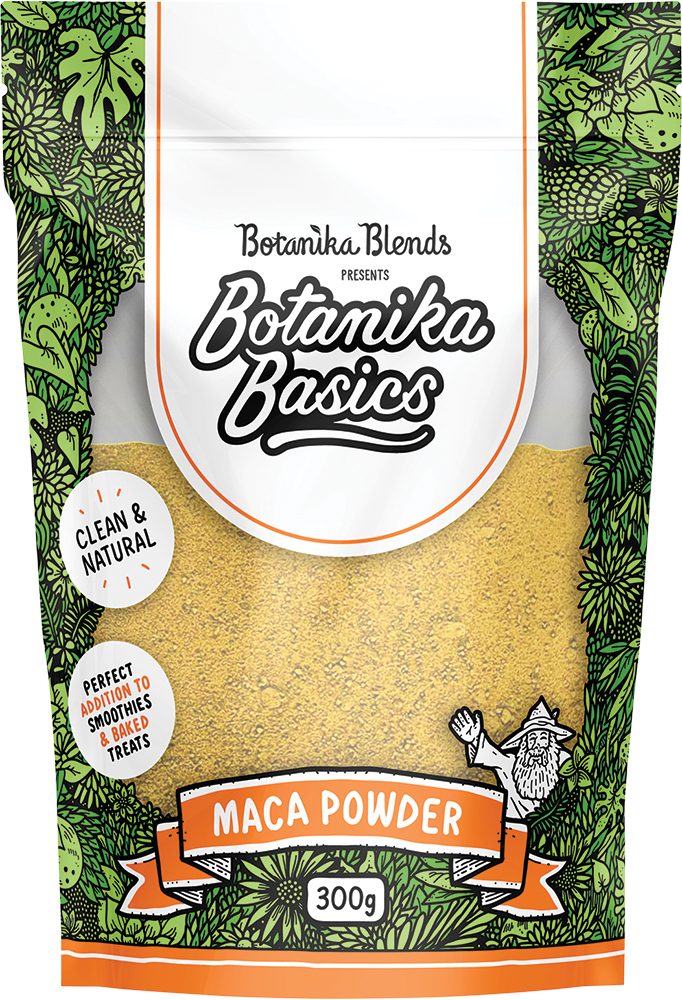 Botanika Blends
PRESENTS
Botanika
Basics
CLEAN &
NATURAL
PERFECT
ADDITION TO
SMOOTHIES
& BAKED
TREATS
MACA POWDER
300g